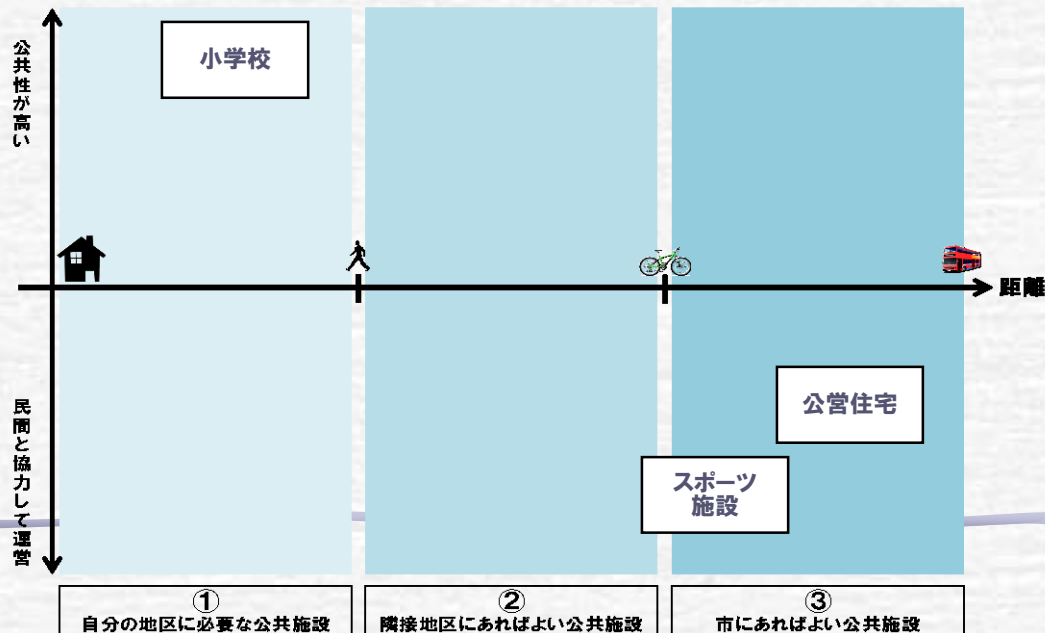 公共性が高い
小学校
距離
公営住宅
スポーツ
施設
民間と協力して運営
①
自分の地区に必要な公共施設
②
隣接地区にあればよい公共施設
③
市にあればよい公共施設